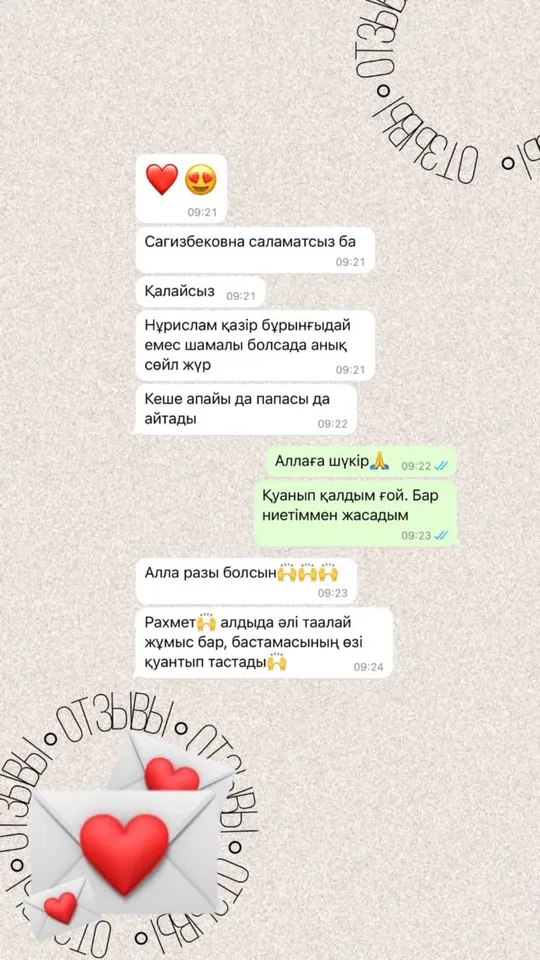 ОТЗЫВЫ ОТЗЫВЫ
❤️😍
09:21
Сагизбековна саламатсыз ба
09:21
Қалайсыз 09:21
Нұрислам қазір бұрынғыдай
емес шамалы болсада анық
сөйл жүр
09:21
Кеше апайы да папасы да
айтады
09:22
Аллаға шүкір🙏 09:22
Қуанып қалдым ғой. Бар
ниетіммен жасадым
09:23
Алла разы болсын🙌🙌🙌
09:23
Рахмет🙌 алдыда әлі таалай
жұмыс бар, бастамасының өзі
қуантып тастады🙌
09:24
ОТЗЫВЫ ОТЗЫВЫ ОТЗЫВЫ ОТЗЫВЫ